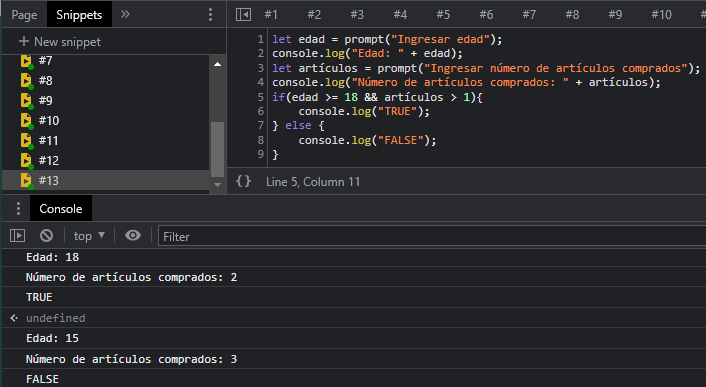 Page Snippets »
+ New snippet
#7
#8
#9
#10
#11
#12
#13
#1 #2 #3 #4 #5 #6 #7 #8 #9 #10
1 let edad = prompt("Ingresar edad");
2 console.log("Edad: " + edad);
3 let artículos = prompt("Ingresar número de artículos comprados");
4 console.log("Número de artículos comprados: " + artículos);
5 if(edad >= 18 && artículos > 1){
6 console.log("TRUE");
7 } else {
8 console.log("FALSE");
9 }
{} Line 5, Column 11
Console
top Filter
Edad: 18
Número de artículos comprados: 2
TRUE
undefined
Edad: 15
Número de artículos comprados: 3
FALSE